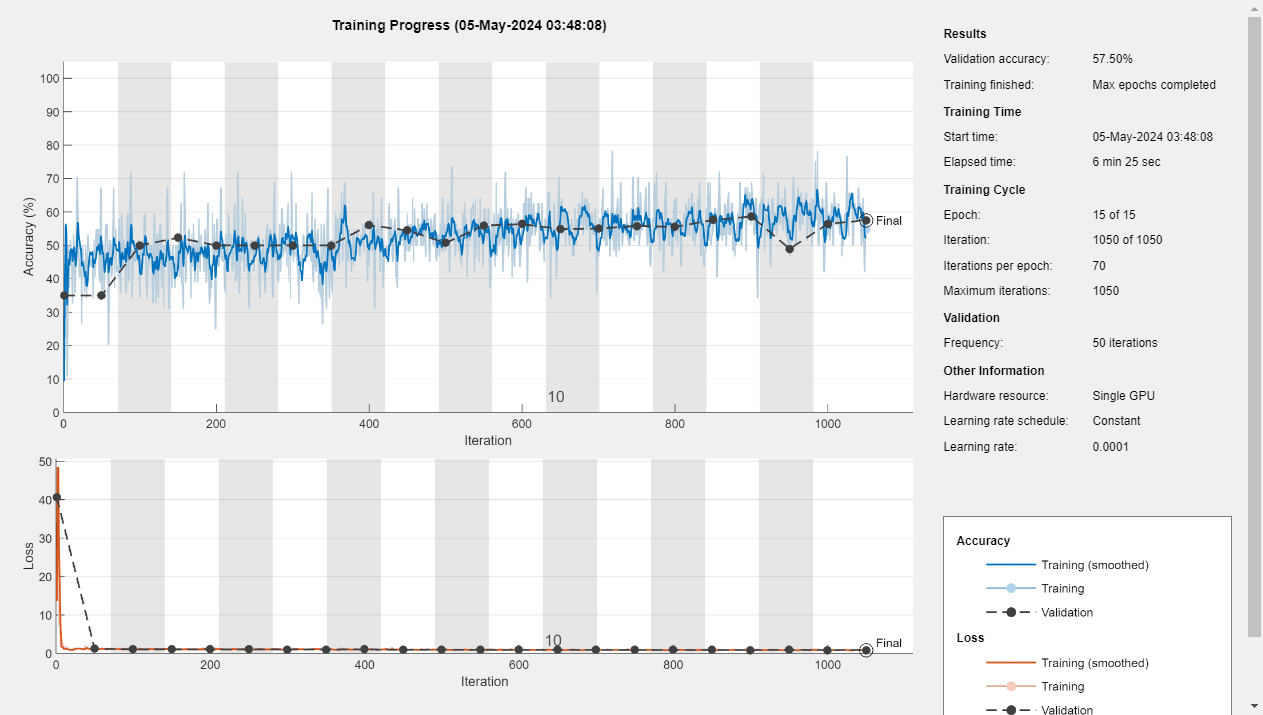 Training Progress (05-May-2024 03:48:08)
100
90
80
70
60
50
40
30
20
10
0
Accuracy (%)
Final
10
0 200 400 600 800 1000
Iteration
50
40
30
20
10
0
Loss
Final
10
0 200 400 600 800 1000
Iteration
Results
Validation accuracy: 57.50%
Training finished: Max epochs completed
Training Time
Start time: 05-May-2024 03:48:08
Elapsed time: 6 min 25 sec
Training Cycle
Epoch: 15 of 15
Iteration: 1050 of 1050
Iterations per epoch: 70
Maximum iterations: 1050
Validation
Frequency: 50 iterations
Other Information
Hardware resource: Single GPU
Learning rate schedule: Constant
Learning rate: 0.0001
Accuracy
Training (smoothed)
Training
Validation
Loss
Training (smoothed)
Training
Validation